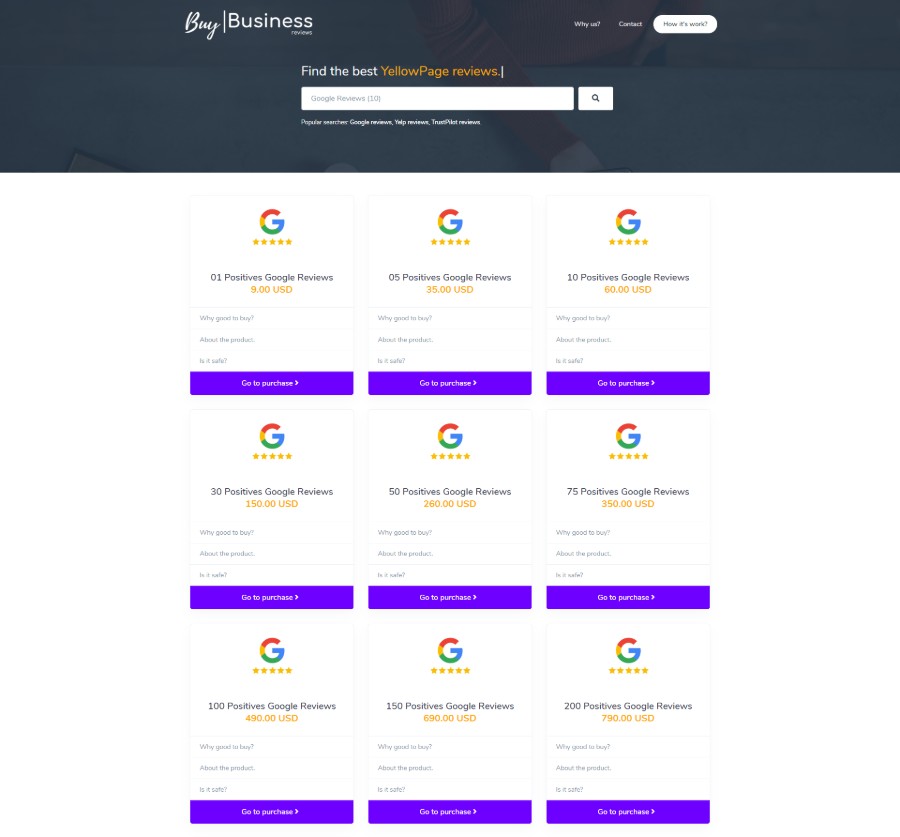 Buy Business
reviews
Why us?
Contact
How it's work?
Find the best YellowPage reviews.|
Google Reviews (10)
Popular searches: Google reviews, Yelp reviews, TrustPilot reviews
01 Positives Google Reviews
9.00 USD
Why good to buy?
About the product.
Is it safe?
Go to purchase
05 Positives Google Reviews
35.00 USD
Why good to buy?
About the product.
Is it safe?
Go to purchase
10 Positives Google Reviews
60.00 USD
Why good to buy?
About the product.
Is it safe?
Go to purchase
30 Positives Google Reviews
150.00 USD
Why good to buy?
About the product.
Is it safe?
Go to purchase
50 Positives Google Reviews
260.00 USD
Why good to buy?
About the product.
Is it safe?
Go to purchase
75 Positives Google Reviews
350.00 USD
Why good to buy?
About the product.
Is it safe?
Go to purchase
100 Positives Google Reviews
490.00 USD
Why good to buy?
About the product.
Is it safe?
Go to purchase
150 Positives Google Reviews
690.00 USD
Why good to buy?
About the product.
Is it safe?
Go to purchase
200 Positives Google Reviews
790.00 USD
Why good to buy?
About the product.
Is it safe?
Go to purchase